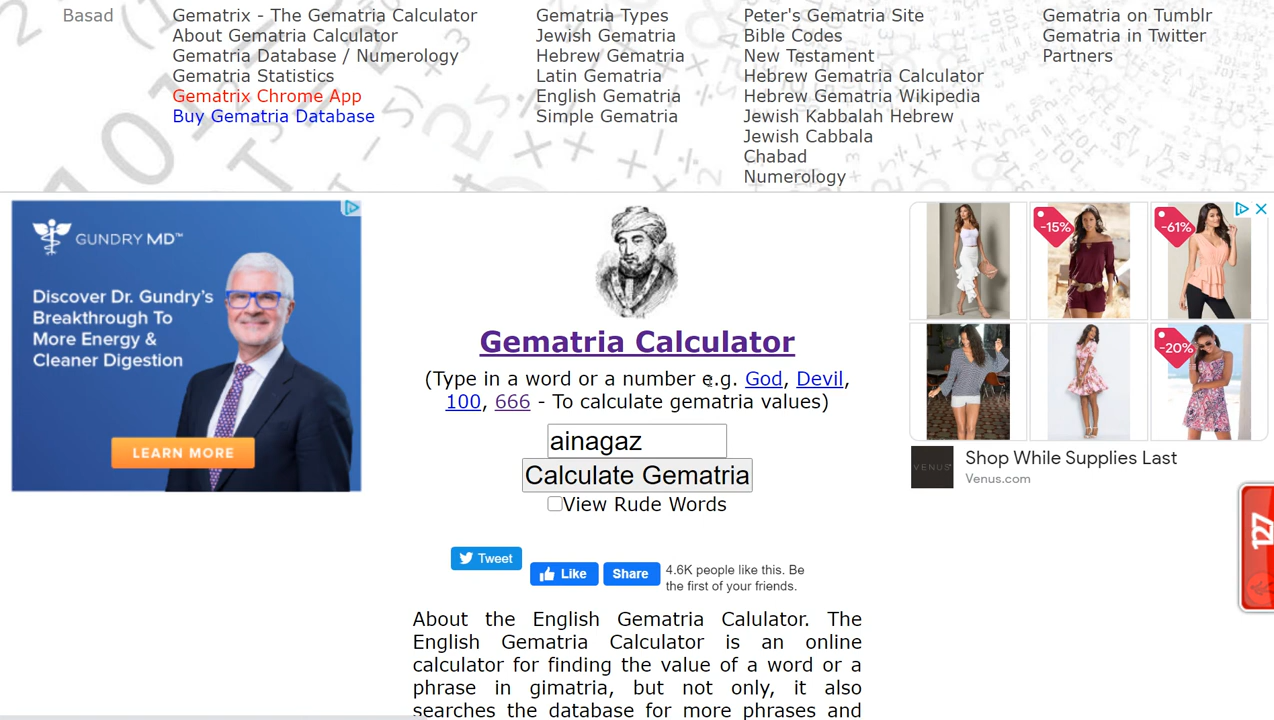 Basad
Gematrix - The Gematria Calculator
About Gematria Calculator
Gematria Database / Numerology
Gematria Statistics
Gematrix Chrome App
Buy Gematria Database
Gematria Types
Jewish Gematria
Hebrew Gematria
Latin Gematria
English Gematria
Simple Gematria
Peter's Gematria Site
Bible Codes
New Testament
Hebrew Gematria Calculator
Hebrew Gematria Wikipedia
Jewish Kabbalah Hebrew
Jewish Cabbala
Chabad
Numerology
Gematria on Tumblr
Gematria in Twitter
Partners
GUNDRY MD™
Discover Dr. Gundry's
Breakthrough To
More Energy &
Cleaner Digestion
LEARN MORE
Gematria Calculator
(Type in a word or a number e.g. God, Devil,
100, 666 - To calculate gematria values)
ainagaz
Calculate Gematria
View Rude Words
Tweet
Like
Share
4.6K people like this. Be
the first of your friends.
About the English Gematria Calulator. The
English Gematria Calculator is an online
calculator for finding the value of a word or a
phrase in gimatria, but not only, it also
searches the database for more phrases and
-15%
-61%
-20%
VENUS
Shop While Supplies Last
Venus.com
127